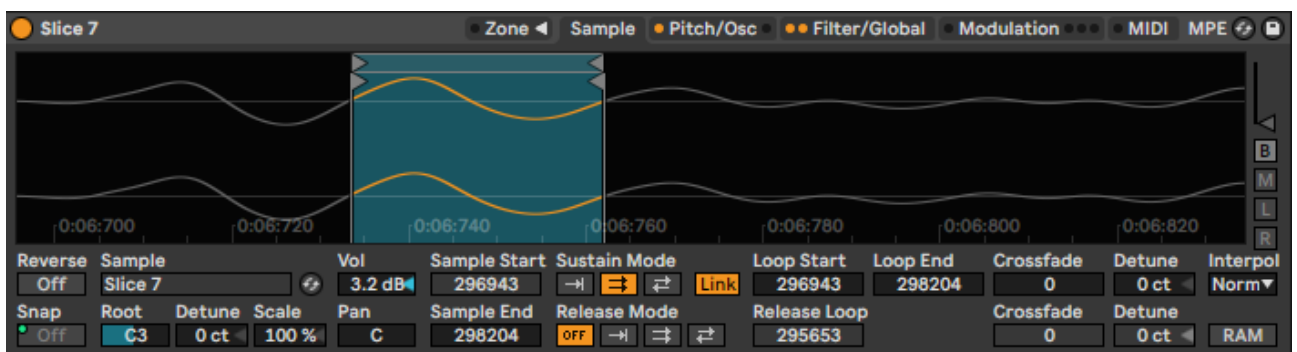 Slice 7 Zone Sample Pitch/Osc Filter/Global Modulation MIDI MPE
B
M
L
R
0:06:700 0:06:720 0:06:740 0:06:760 0:06:780 0:06:800 0:06:820
Reverse Sample Vol Sample Start Sustain Mode Loop Start Loop End Crossfade Detune Interpol
Off Slice 7 3.2 dB 296943 Link 296943 298204 0 0 ct Norm
Snap Root Detune Scale Pan Sample End Release Mode Release Loop Crossfade Detune
Off C3 0 ct 100 % C 298204 OFF 295653 0 0 ct RAM